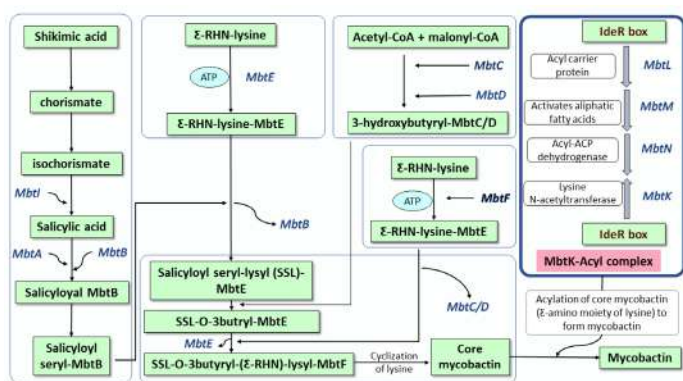 Shikimic acid
chorismate
isochorismate
MbtI
Salicylic acid
MbtA
MbtB
Salicyloyal MbtB
Salicyloyl
seryl-MbtB
Ɛ-RHN-lysine
ATP
MbtE
Ɛ-RHN-lysine-MbtE
MbtB
Salicyloyl seryl-lysyl (SSL)-
MbtE
SSL-O-3butryl-MbtE
MbtE
SSL-O-3butyryl-(Ɛ-RHN)-lysyl-MbtF
Acetyl-CoA + malonyl-CoA
MbtC
MbtD
3-hydroxybutyryl-MbtC/D
Ɛ-RHN-lysine
ATP
MbtF
Ɛ-RHN-lysine-MbtE
MbtC/D
Cyclization
of lysine
Core
mycobactin
IdeR box
Acyl carrier
protein
MbtL
Activates aliphatic
fatty acids
MbtM
Acyl-ACP
dehydrogenase
MbtN
Lysine
N-acetyltransferase
MbtK
IdeR box
MbtK-Acyl complex
Acylation of core mycobactin
(Ɛ-amino moiety of lysine) to
form mycobactin
Mycobactin